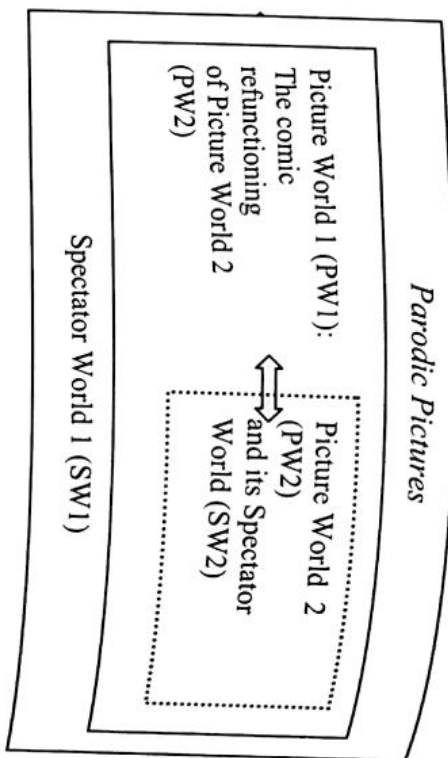 Parodic Pictures
Picture World 1 (PW1):
The comic
refunctioning
of Picture World 2
(PW2)
Picture World 2
(PW2)
and its Spectator
World (SW2)
Spectator World 1 (SW1)